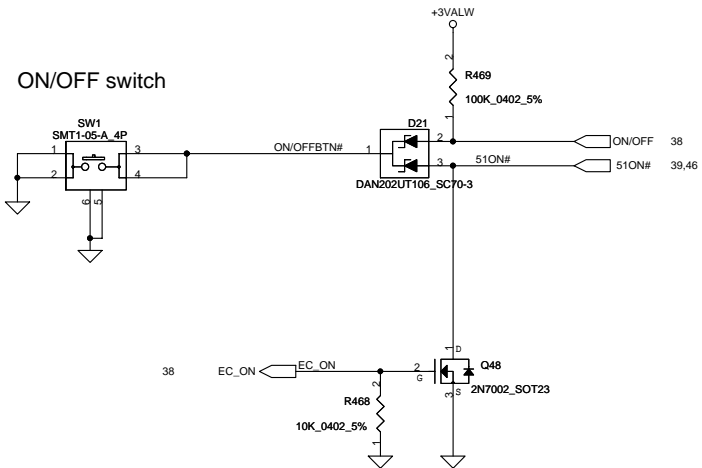 +3VALW
ON/OFF switch
2
R469
100K_0402_5%
1
SW1
SMT1-05-A_4P
D21
1
3
ON/OFFBTN#
1
2
ON/OFF
38
2
4
3
51ON#
51ON#
39,46
DAN202UT106_SC70-3
6
5
1
D
Q48
38
EC_ON
EC_ON
2
G
2N7002_SOT23
3
S
2
R468
10K_0402_5%
1